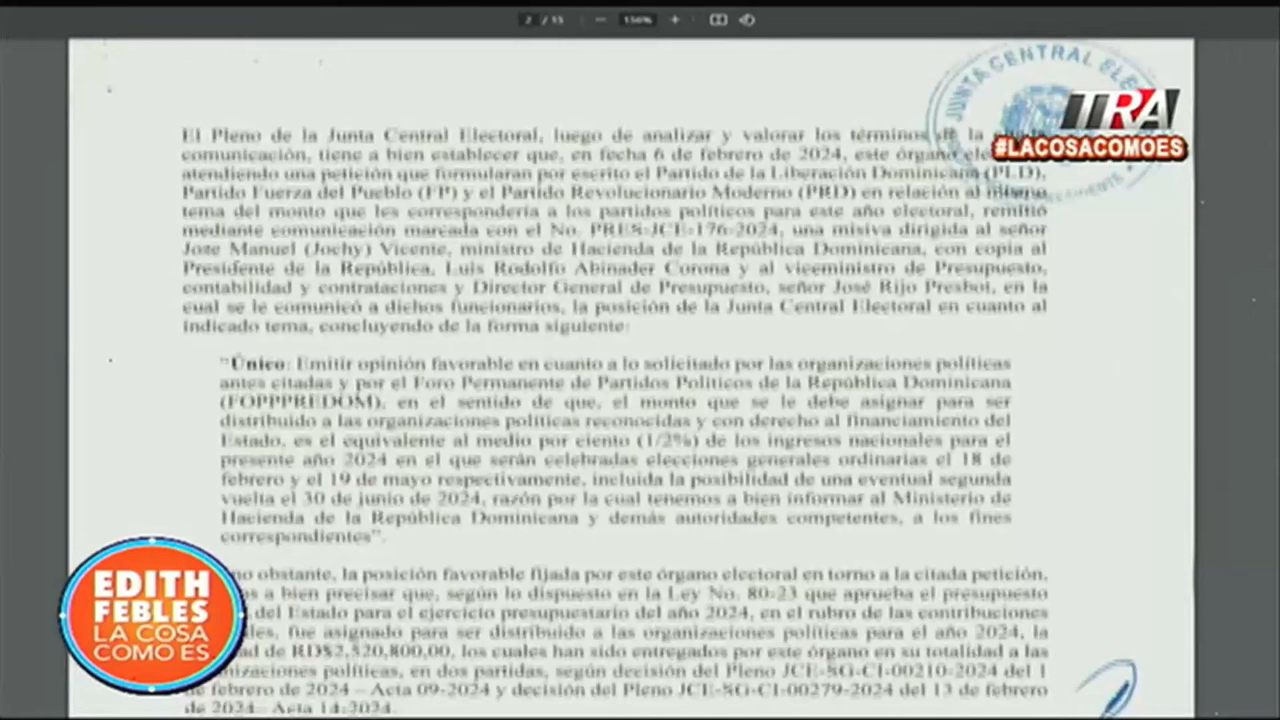 2 / 15
156%
JUNTA CENTRAL ELE
TRA
#LACOSACOMOES
El Pleno de la Junta Central Electoral, luego de analizar y valorar los términos de la
comunicación, tiene a bien establecer que, en fecha 6 de febrero de 2024, este órgano
atendiendo una petición que formularan por escrito el Partido de la Liberación Dominicana (PLD),
Partido Fuerza del Pueblo (FP) y el Partido Revolucionario Moderno (PRD) en relación al mismo
tema del monto que les correspondería a los partidos políticos para este año electoral, remitió
mediante comunicación marcada con el No. PRES-JCE-176-2024, una misiva dirigida al señor
Jose Manuel (Jochy) Vicente, ministro de Hacienda de la República Dominicana, con copia al
Presidente de la República, Luis Rodolfo Abinader Corona y al viceministro de Presupuesto,
contabilidad y contrataciones y Director General de Presupuesto, señor José Rijo Presbot, en la
cual se le comunicó a dichos funcionarios, la posición de la Junta Central Electoral en cuanto al
indicado tema, concluyendo de la forma siguiente:
"Único: Emitir opinión favorable en cuanto a lo solicitado por las organizaciones políticas
antes citadas y por el Foro Permanente de Partidos Políticos de la República Dominicana
(FOPPPREDOM), en el sentido de que, el monto que se le debe asignar para ser
distribuido a las organizaciones políticas reconocidas y con derecho al financiamiento del
Estado, es el equivalente al medio por ciento (1/2%) de los ingresos nacionales para el
presente año 2024 en el que serán celebradas elecciones generales ordinarias el 18 de
febrero y el 19 de mayo respectivamente, incluida la posibilidad de una eventual segunda
vuelta el 30 de junio de 2024, razón por la cual tenemos a bien informar al Ministerio de
Hacienda de la República Dominicana y demás autoridades competentes, a los fines
correspondientes".
no obstante, la posición favorable fijada por este órgano electoral en torno a la citada petición,
s a bien precisar que, según lo dispuesto en la Ley No. 80-23 que aprueba el presupuesto
del Estado para el ejercicio presupuestario del año 2024, en el rubro de las contribuciones
les, fue asignado para ser distribuido a las organizaciones políticas para el año 2024, la
ad de RD$2,520,800,00, los cuales han sido entregados por este órgano en su totalidad a las
nizaciones políticas, en dos partidas, según decisión del Pleno JCE-SG-CI-00210-2024 del 1
de febrero de 2024 – Acta 09-2024 y decisión del Pleno JCE-SG-CI-00279-2024 del 13 de febrero
de 2024– Acta 14-2024.
EDITH
FEBLES
LA COSA
COMO ES